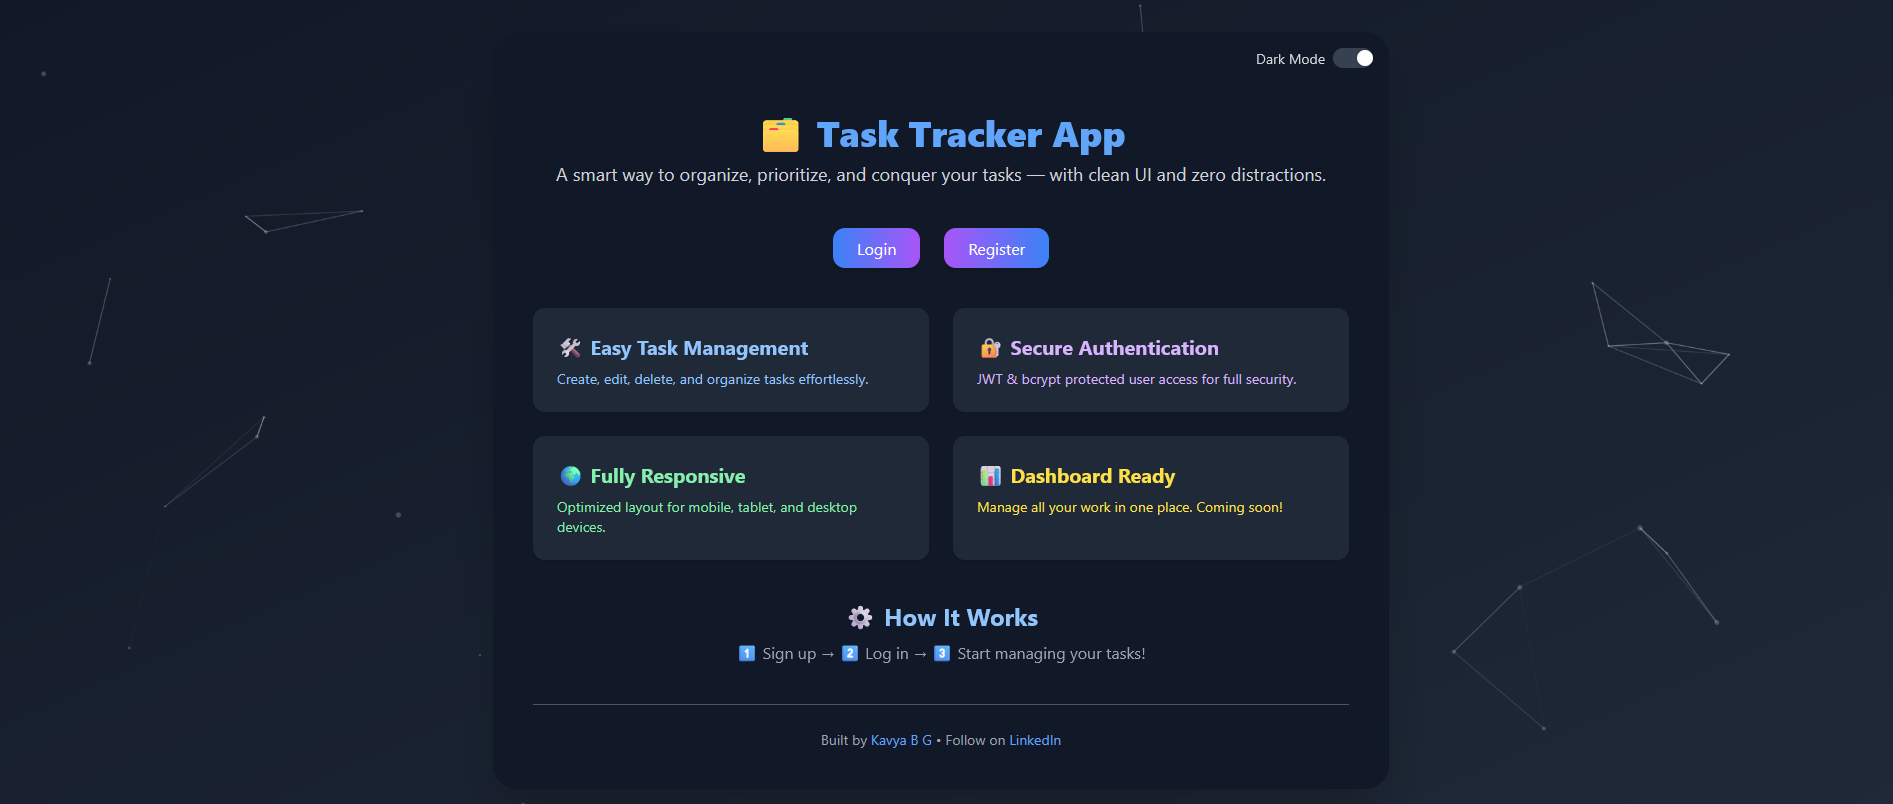 Dark Mode
🗂️ Task Tracker App
A smart way to organize, prioritize, and conquer your tasks — with clean UI and zero distractions.
Login
Register
🛠️ Easy Task Management
Create, edit, delete, and organize tasks effortlessly.
🔐 Secure Authentication
JWT & bcrypt protected user access for full security.
🌍 Fully Responsive
Optimized layout for mobile, tablet, and desktop
devices.
📊 Dashboard Ready
Manage all your work in one place. Coming soon!
⚙️ How It Works
1️⃣ Sign up → 2️⃣ Log in → 3️⃣ Start managing your tasks!
Built by Kavya B G • Follow on LinkedIn